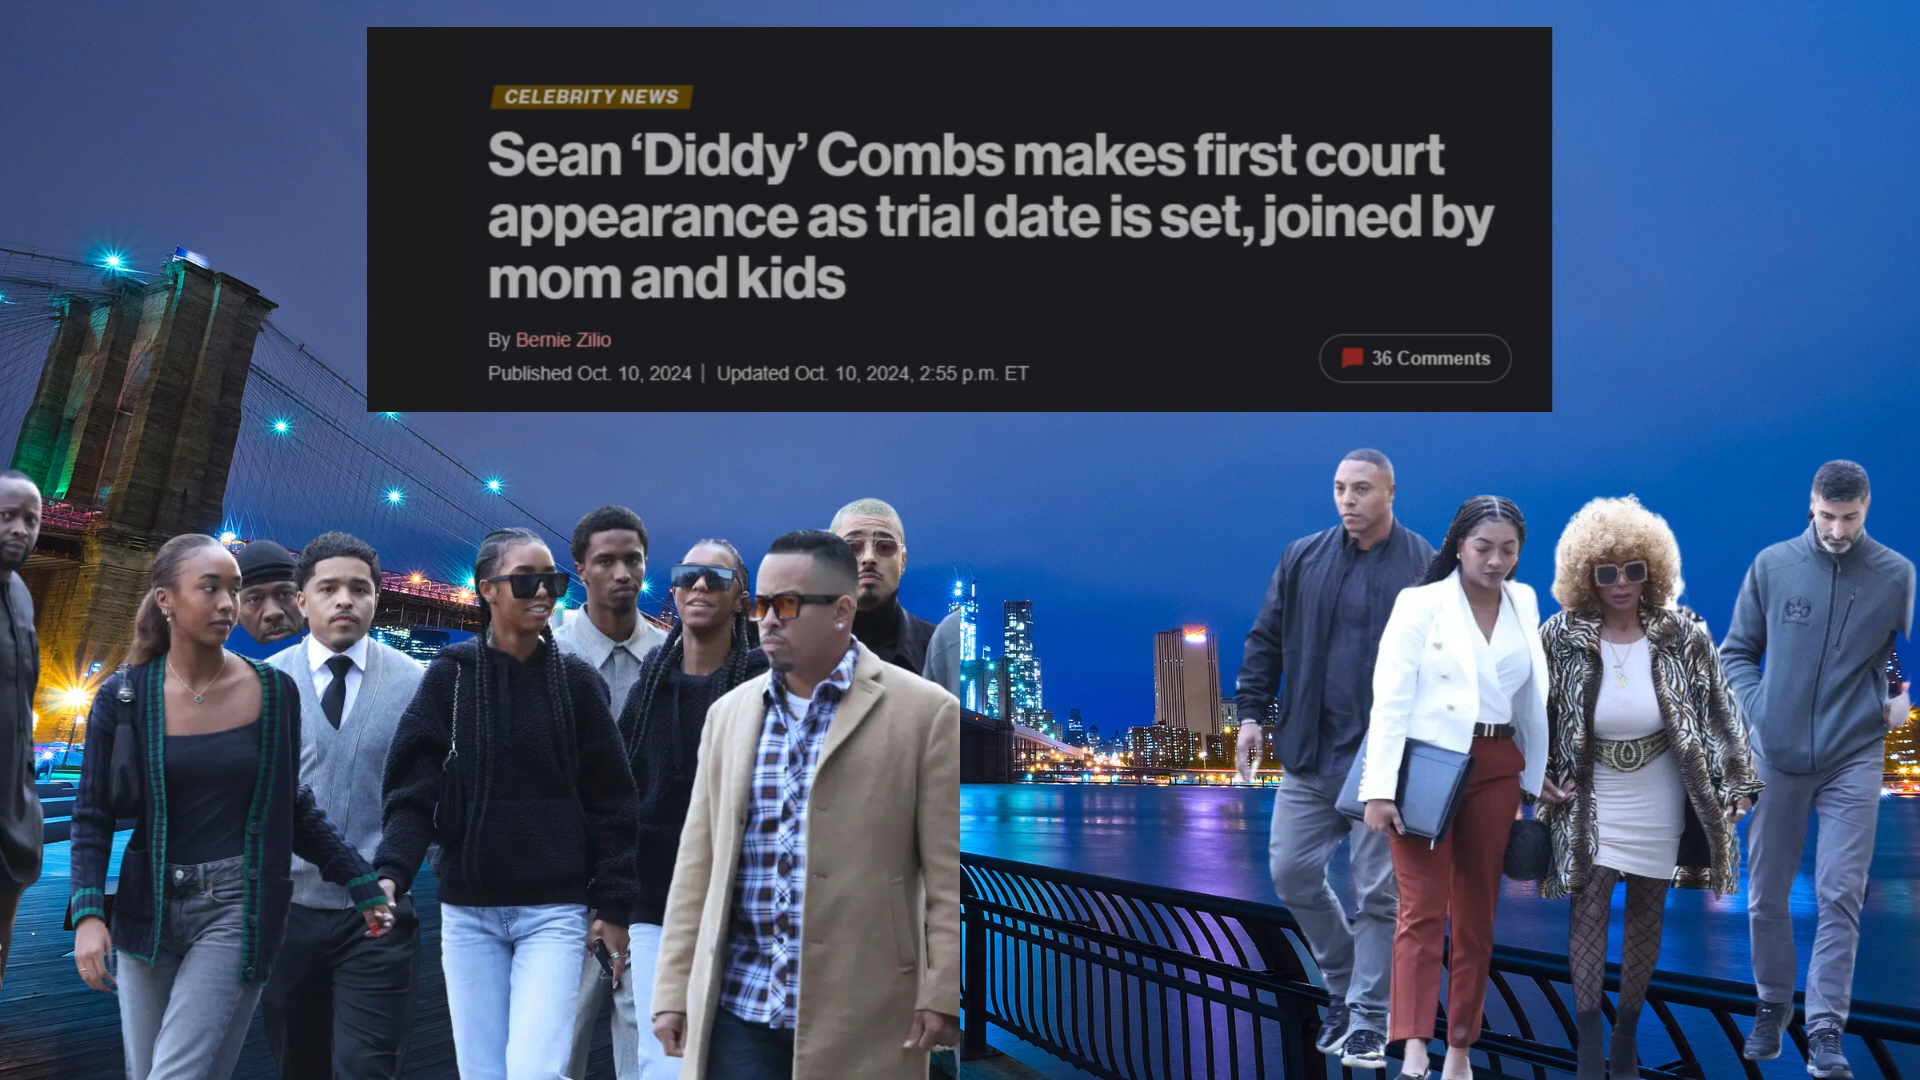 CELEBRITY NEWS
Sean ‘Diddy’ Combs makes first court
appearance as trial date is set, joined by
mom and kids
By Bernie Zilio
Published Oct. 10, 2024 | Updated Oct. 10, 2024, 2:55 p.m. ET
36 Comments